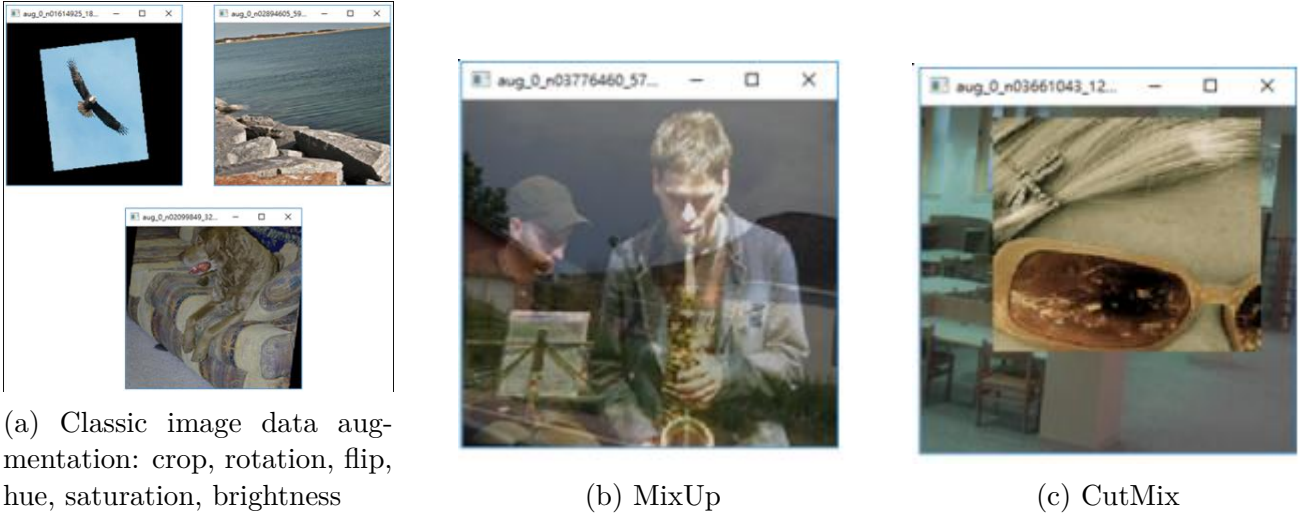 aug_0_n01614925_18...
aug_0_n02894605_59...
aug_0_n02099849_32...
(a) Classic image data aug-
mentation: crop, rotation, flip,
hue, saturation, brightness
aug_0_n03776460_57...
(b) MixUp
aug_0_n03661043_12...
(c) CutMix